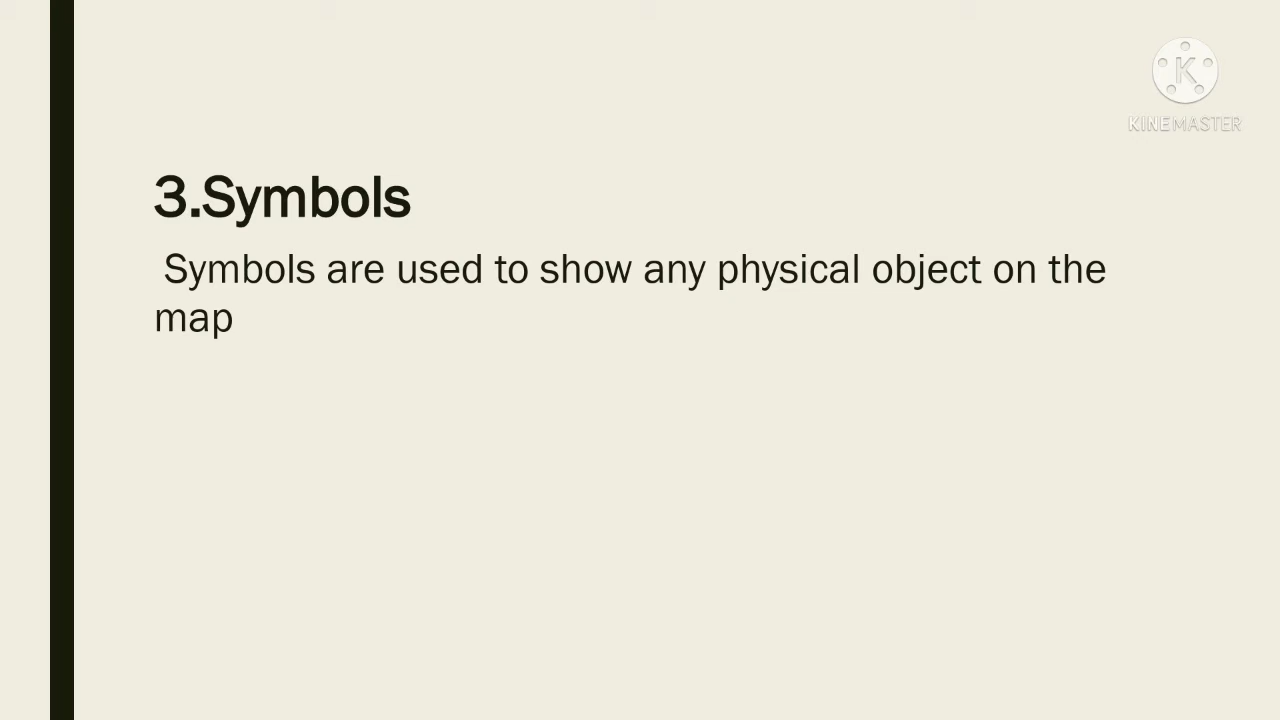 K
KINEMASTER
3.Symbols
Symbols are used to show any physical object on the
map